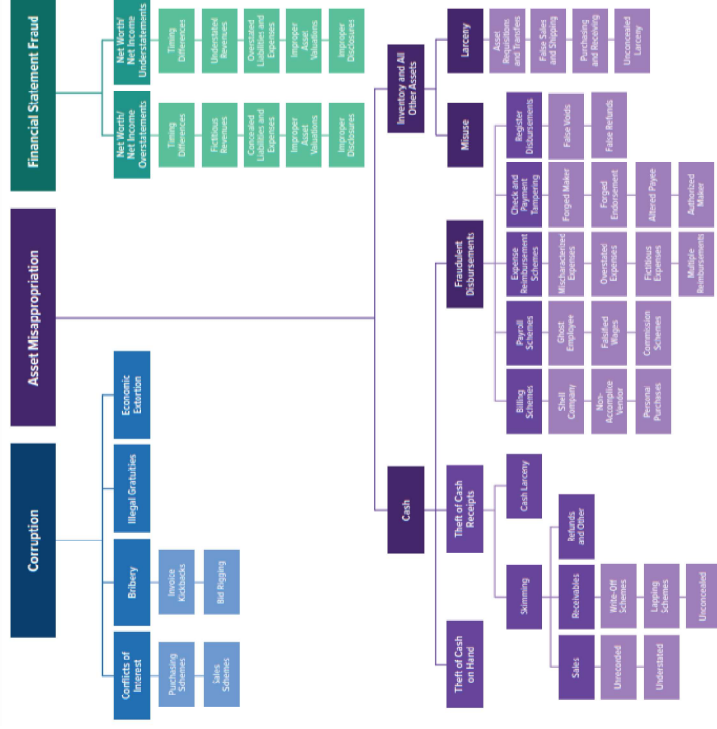 Corruption
Asset Misappropriation
Financial Statement Fraud
Conflicts of
Interest
Bribery
Illegal Gratuities
Economic
Extortion
Purchasing
Schemes
Sales
Schemes
Invoice
Kickbacks
Bid Rigging
Net Worth/
Net Income
Overstatements
Net Worth/
Net Income
Understatements
Timing
Differences
Fictitious
Revenues
Concealed
Liabilities and
Expenses
Improper
Asset
Valuations
Improper
Disclosures
Timing
Differences
Understated
Revenues
Overstated
Liabilities and
Expenses
Improper
Asset
Valuations
Improper
Disclosures
Cash
Inventory and All
Other Assets
Theft of Cash
on Hand
Theft of Cash
Receipts
Fraudulent
Disbursements
Misuse
Larceny
Asset
Requisitions
and Transfers
False Sales
and Shipping
Purchasing
and Receiving
Unconcealed
Larceny
Skimming
Cash Larceny
Sales
Receivables
Refunds
and Other
Unrecorded
Understated
Write-Off
Schemes
Lapping
Schemes
Unconcealed
Billing
Schemes
Payroll
Schemes
Expense
Reimbursement
Schemes
Check and
Payment
Tampering
Register
Disbursements
Shell
Company
Non-
Accomplice
Vendor
Personal
Purchases
Ghost
Employee
Falsified
Wages
Commission
Schemes
Mischaracterized
Expenses
Overstated
Expenses
Fictitious
Expenses
Multiple
Reimbursements
Forged Maker
Forged
Endorsement
Altered Payee
Authorized
Maker
False Voids
False Refunds